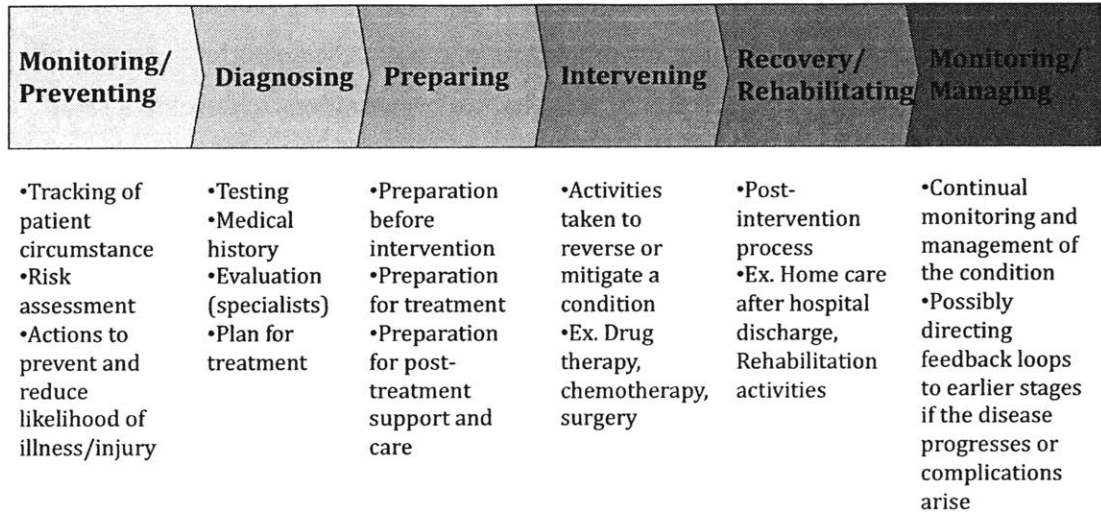 Monitoring/
Preventing
Diagnosing
Preparing
Intervening
Recovery/
Rehabilitating
Monitoring/
Managing
•Tracking of
patient
circumstance
•Risk
assessment
•Actions to
prevent and
reduce
likelihood of
illness/injury
•Testing
•Medical
history
•Evaluation
(specialists)
•Plan for
treatment
•Preparation
before
intervention
•Preparation
for treatment
•Preparation
for post-
treatment
support and
care
•Activities
taken to
reverse or
mitigate a
condition
•Ex. Drug
therapy,
chemotherapy,
surgery
•Post-
intervention
process
•Ex. Home care
after hospital
discharge,
Rehabilitation
activities
•Continual
monitoring and
management of
the condition
•Possibly
directing
feedback loops
to earlier stages
if the disease
progresses or
complications
arise